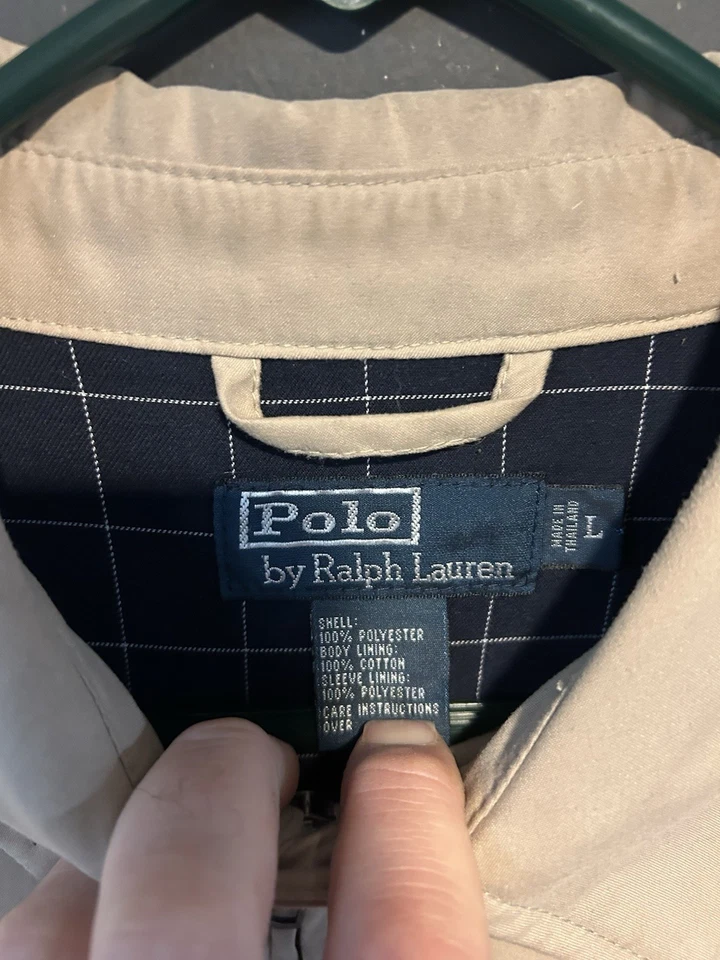 Polo
by Ralph Lauren
MADE IN
THAILAND
L
SHELL:
100% POLYESTER
BODY LINING:
100% COTTON
SLEEVE LINING:
100% POLYESTER
CARE INSTRUCTIONS
OVER